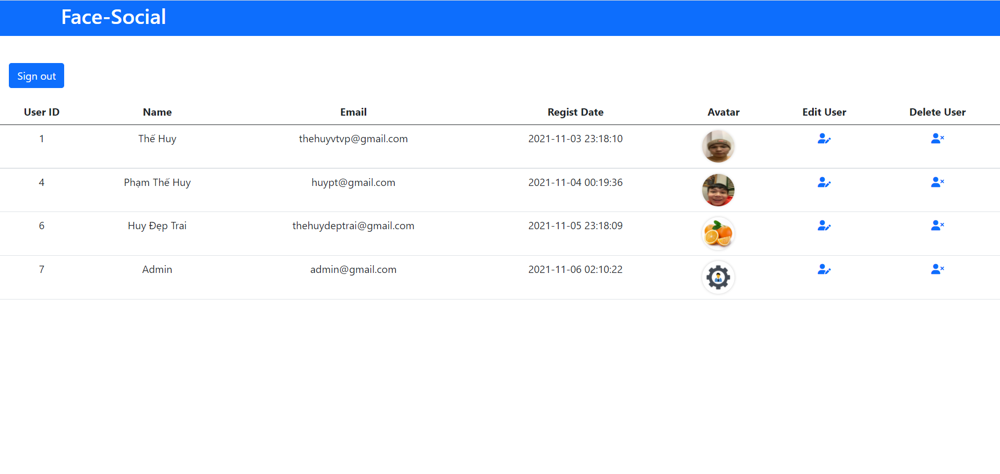 Face-Social
Sign out
User ID Name Email Regist Date Avatar Edit User Delete User
1 Thế Huy thehuyvtvp@gmail.com 2021-11-03 23:18:10
4 Phạm Thế Huy huypt@gmail.com 2021-11-04 00:19:36
6 Huy Đẹp Trai thehuydeptrai@gmail.com 2021-11-05 23:18:09
7 Admin admin@gmail.com 2021-11-06 02:10:22